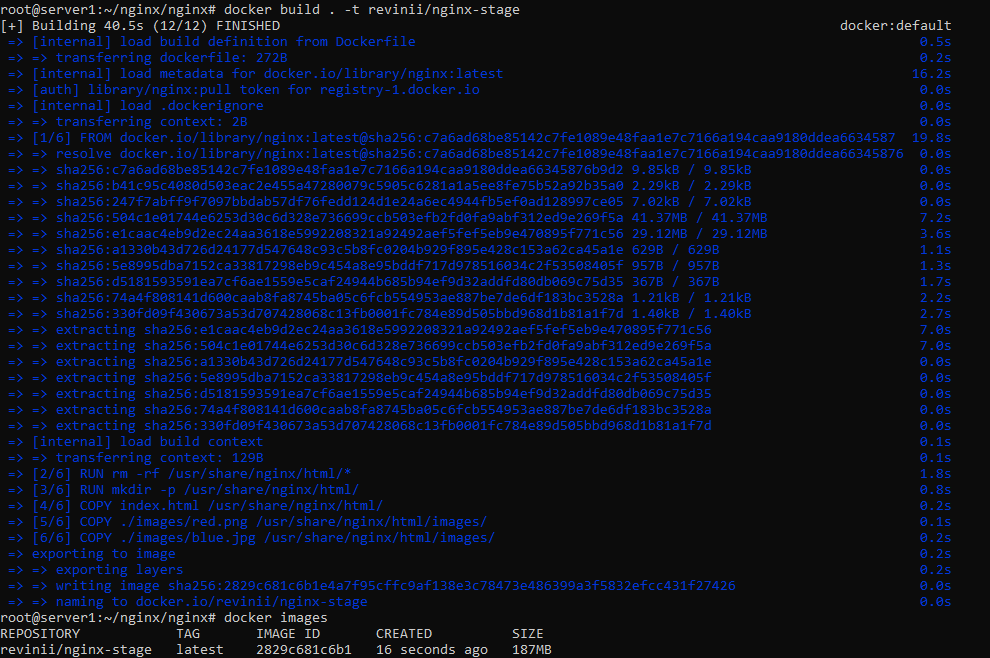 root@server1:~/nginx/nginx# docker build . -t revinii/nginx-stage
[+] Building 40.5s (12/12) FINISHED docker:default
=> [internal] load build definition from Dockerfile 0.5s
=> => transferring dockerfile: 272B 0.2s
=> [internal] load metadata for docker.io/library/nginx:latest 16.2s
=> [auth] library/nginx:pull token for registry-1.docker.io 0.0s
=> [internal] load .dockerignore 0.0s
=> => transferring context: 2B 0.0s
=> [1/6] FROM docker.io/library/nginx:latest@sha256:c7a6ad68be85142c7fe1089e48faa1e7c7166a194caa9180ddea6634587 19.8s
=> => resolve docker.io/library/nginx:latest@sha256:c7a6ad68be85142c7fe1089e48faa1e7c7166a194caa9180ddea66345876 0.0s
=> => sha256:c7a6ad68be85142c7fe1089e48faa1e7c7166a194caa9180ddea66345876b9d2 9.85kB / 9.85kB 0.0s
=> => sha256:b41c95c4080d503eac2e455a47280079c5905c6281a1a5ee8fe75b52a92b35a0 2.29kB / 2.29kB 0.0s
=> => sha256:247f7abff9f7097bbdab57df76fedd124d1e24a6ec4944fb5ef0ad128997ce05 7.02kB / 7.02kB 0.0s
=> => sha256:504c1e01744e6253d30c6d328e736699ccb503efb2fd0fa9abf312ed9e269f5a 41.37MB / 41.37MB 7.2s
=> => sha256:e1caac4eb9d2ec24aa3618e5992208321a92492aef5fef5eb9e470895f771c56 29.12MB / 29.12MB 3.6s
=> => sha256:a1330b43d726d24177d547648c93c5b8fc0204b929f895e428c153a62ca45a1e 629B / 629B 1.1s
=> => sha256:5e8995dba7152ca33817298eb9c454a8e95bddf717d978516034c2f53508405f 957B / 957B 1.3s
=> => sha256:d5181593591ea7cf6ae1559e5caf24944b685b94ef9d32addfd80db069c75d35 367B / 367B 1.7s
=> => sha256:74a4f808141d600caab8fa8745ba05c6fcb554953ae887be7de6df183bc3528a 1.21kB / 1.21kB 2.2s
=> => sha256:330fd09f430673a53d707428068c13fb0001fc784e89d505bbd968d1b81a1f7d 1.40kB / 1.40kB 2.7s
=> => extracting sha256:e1caac4eb9d2ec24aa3618e5992208321a92492aef5fef5eb9e470895f771c56 7.0s
=> => extracting sha256:504c1e01744e6253d30c6d328e736699ccb503efb2fd0fa9abf312ed9e269f5a 7.0s
=> => extracting sha256:a1330b43d726d24177d547648c93c5b8fc0204b929f895e428c153a62ca45a1e 0.0s
=> => extracting sha256:5e8995dba7152ca33817298eb9c454a8e95bddf717d978516034c2f53508405f 0.0s
=> => extracting sha256:d5181593591ea7cf6ae1559e5caf24944b685b94ef9d32addfd80db069c75d35 0.0s
=> => extracting sha256:74a4f808141d600caab8fa8745ba05c6fcb554953ae887be7de6df183bc3528a 0.0s
=> => extracting sha256:330fd09f430673a53d707428068c13fb0001fc784e89d505bbd968d1b81a1f7d 0.0s
=> [internal] load build context 0.1s
=> => transferring context: 129B 0.1s
=> [2/6] RUN rm -rf /usr/share/nginx/html/* 1.8s
=> [3/6] RUN mkdir -p /usr/share/nginx/html/ 0.8s
=> [4/6] COPY index.html /usr/share/nginx/html/ 0.2s
=> [5/6] COPY ./images/red.png /usr/share/nginx/html/images/ 0.1s
=> [6/6] COPY ./images/blue.jpg /usr/share/nginx/html/images/ 0.2s
=> exporting to image 0.2s
=> => exporting layers 0.2s
=> => writing image sha256:2829c681c6b1e4a7f95cffc9af138e3c78473e486399a3f5832efcc431f27426 0.0s
=> => naming to docker.io/revinii/nginx-stage 0.0s
root@server1:~/nginx/nginx# docker images
REPOSITORY TAG IMAGE ID CREATED SIZE
revinii/nginx-stage latest 2829c681c6b1 16 seconds ago 187MB